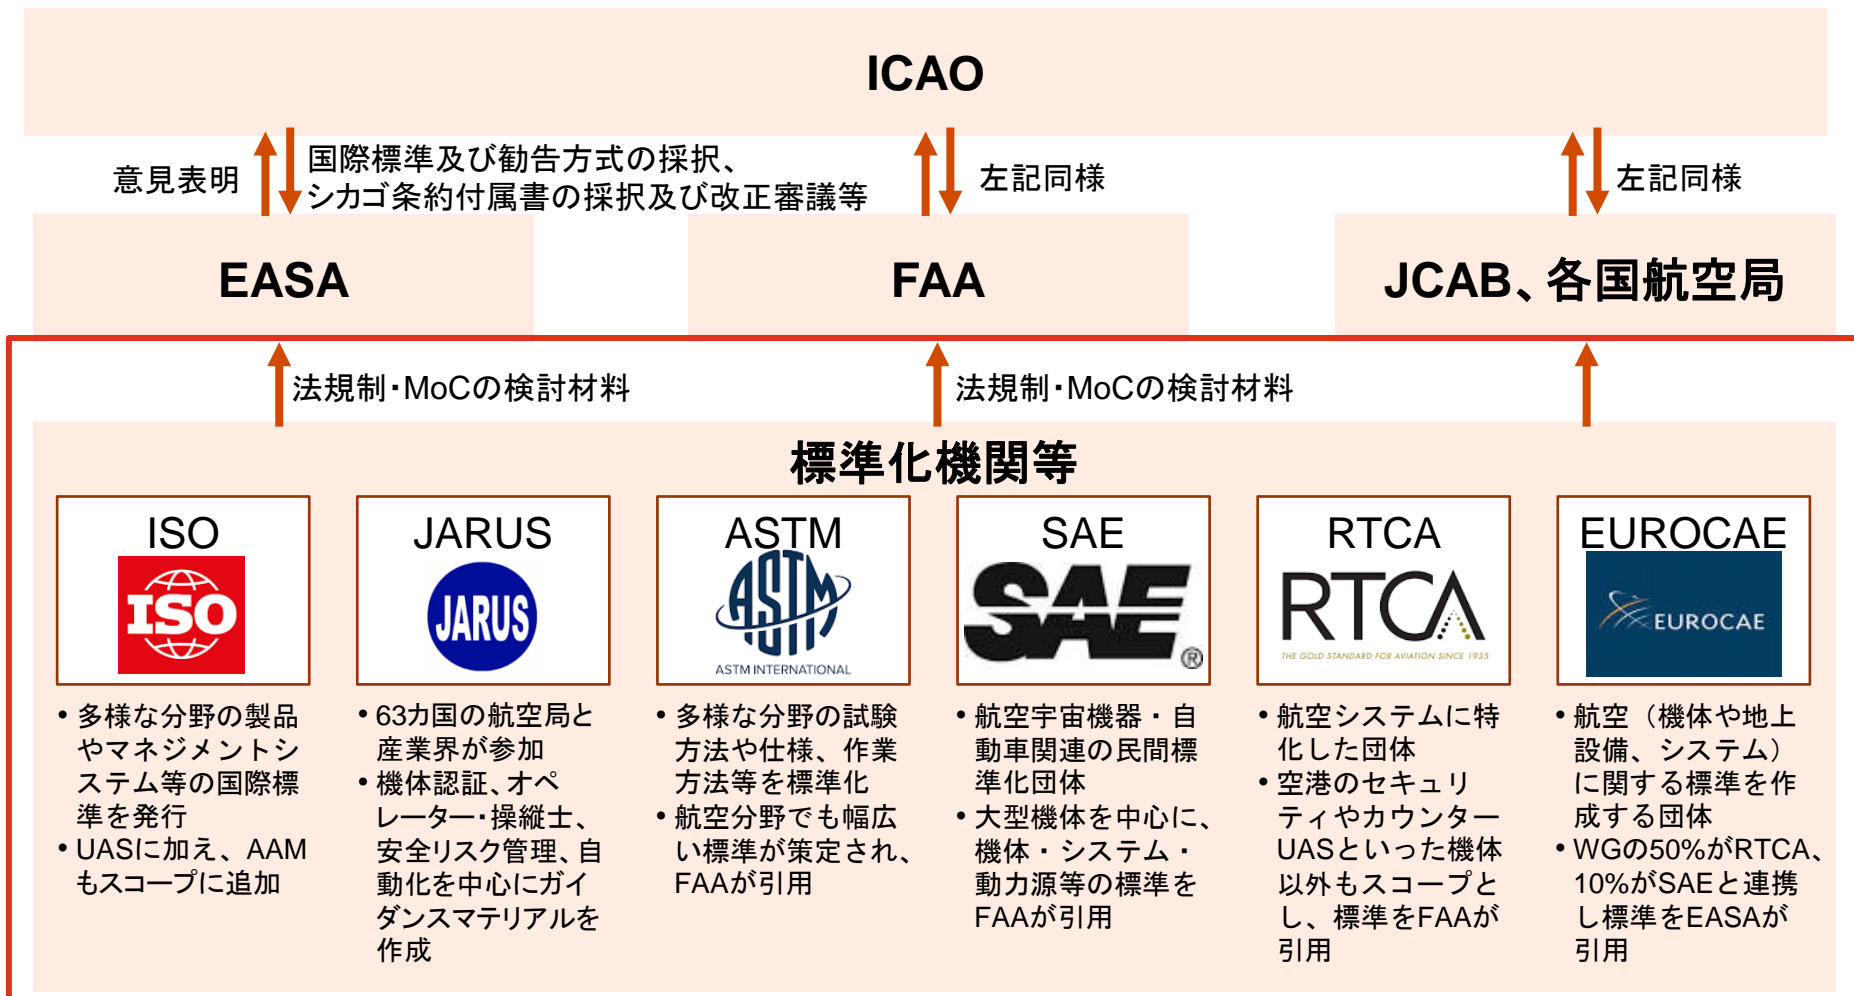 ICAO
意見表明
国際標準及び勧告方式の採択、
シカゴ条約付属書の採択及び改正審議等
左記同様
左記同様
EASA
FAA
JCAB、各国航空局
法規制・MoCの検討材料
法規制・MoCの検討材料
標準化機関等
ISO
ISO
• 多様な分野の製品
やマネジメントシ
ステム等の国際標
準を発行
• UASに加え、AAM
もスコープに追加
JARUS
JARUS
• 63カ国の航空局と
産業界が参加
• 機体認証、オペ
レーター・操縦士、
安全リスク管理、自
動化を中心にガイ
ダンスマテリアルを
作成
ASTM
ASTM
ASTM INTERNATIONAL
• 多様な分野の試験
方法や仕様、作業
方法等を標準化
• 航空分野でも幅広
い標準が策定され、
FAAが引用
SAE
SAE®
• 航空宇宙機器・自
動車関連の民間標
準化団体
• 大型機体を中心に、
機体・システム・
動力源等の標準を
FAAが引用
RTCA
RTCA
THE GOLD STANDARD FOR AVIATION SINCE 1935
• 航空システムに特
化した団体
• 空港のセキュリ
ティやカウンター
UASといった機体
以外もスコープと
し、標準をFAAが
引用
EUROCAE
EUROCAE
• 航空（機体や地上
設備、システム）
に関する標準を作
成する団体
• WGの50%がRTCA、
10%がSAEと連携
し標準をEASAが
引用